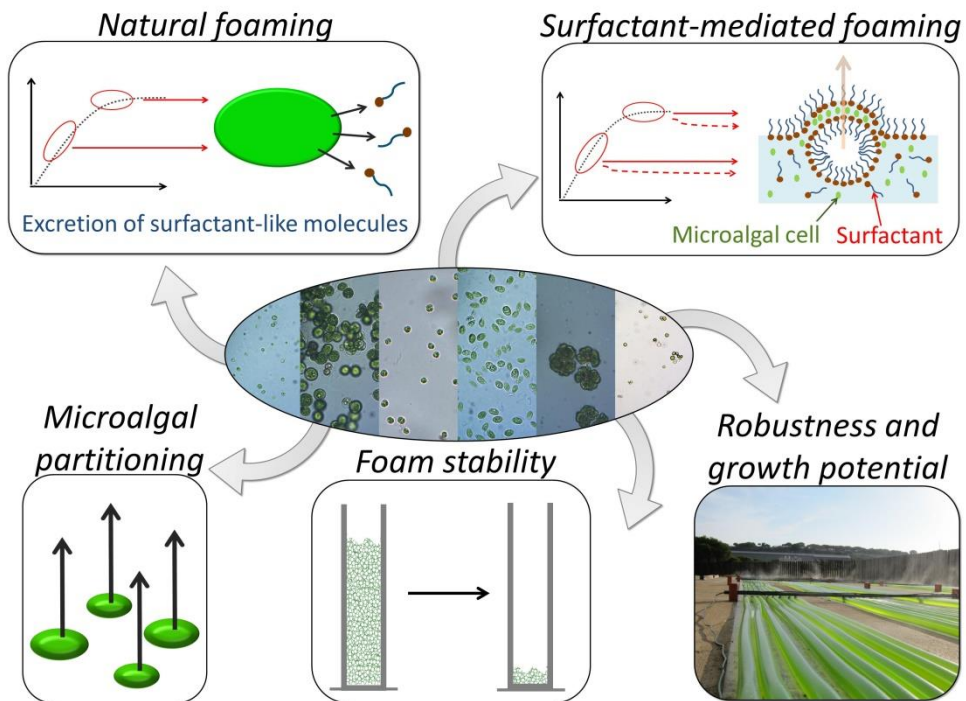 Natural foaming
Surfactant-mediated foaming
Excretion of surfactant-like molecules
Microalgal cell
Surfactant
Microalgal
partitioning
Foam stability
Robustness and
growth potential